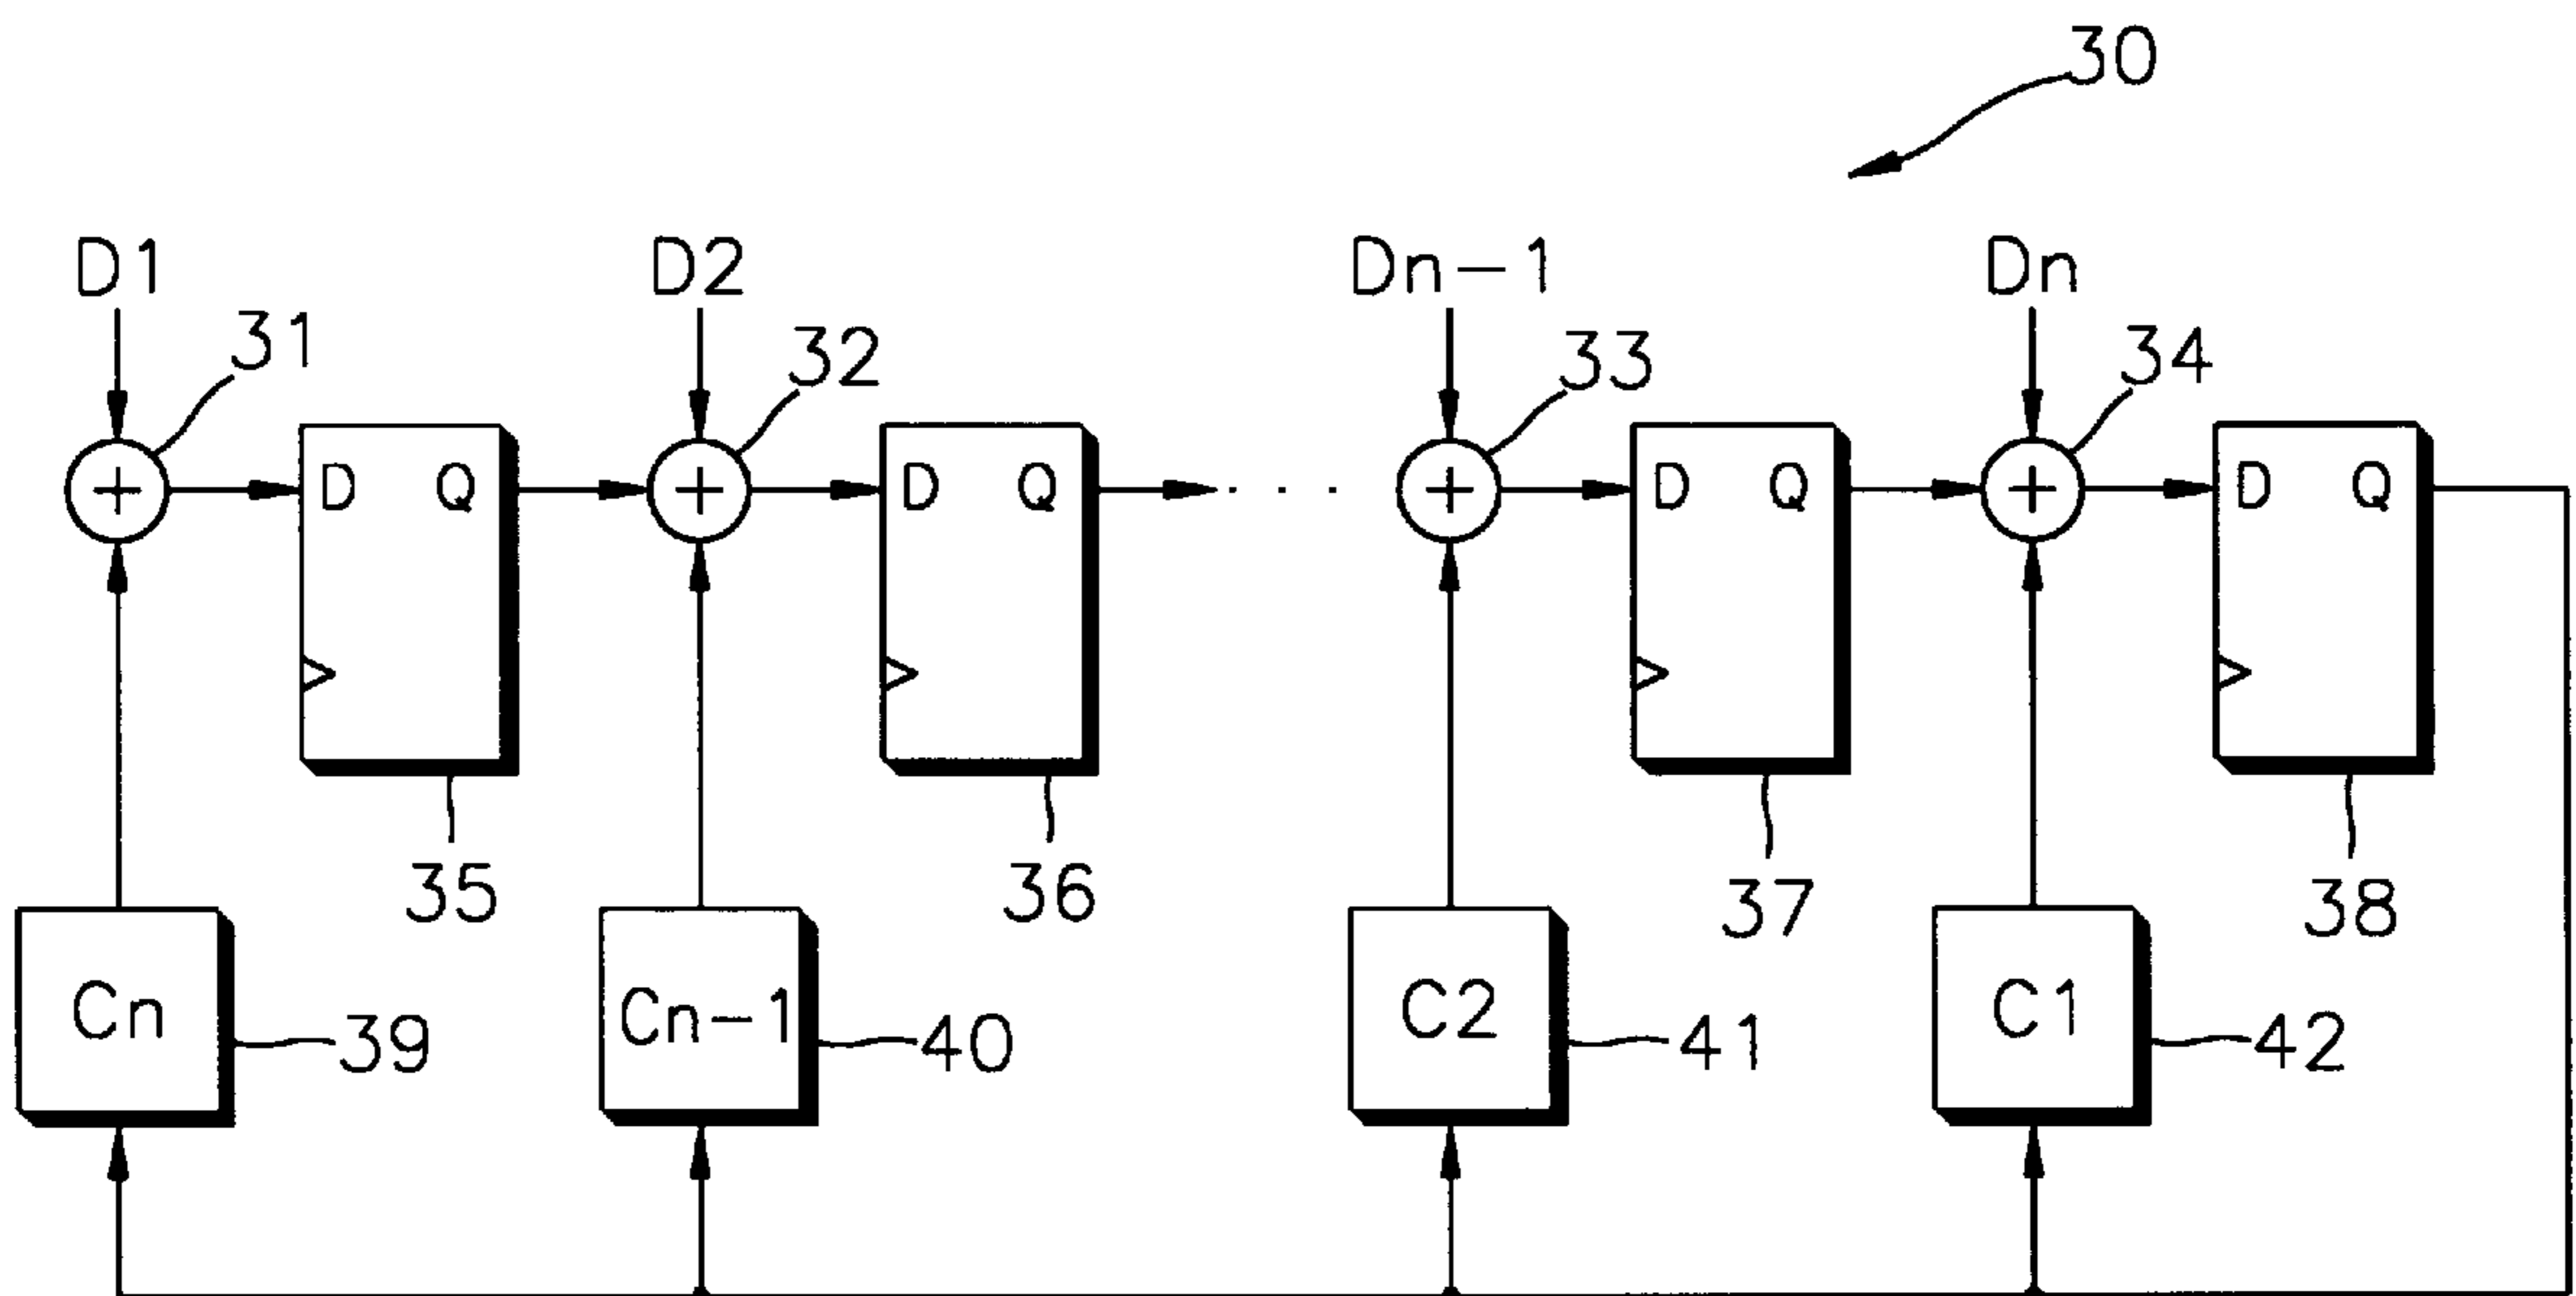 30
D1 D2 Dn-1 Dn
31 32 33 34
+ D Q + D Q . . . + D Q + D Q
35 36 37 38
Cn Cn-1 C2 C1
39 40 41 42